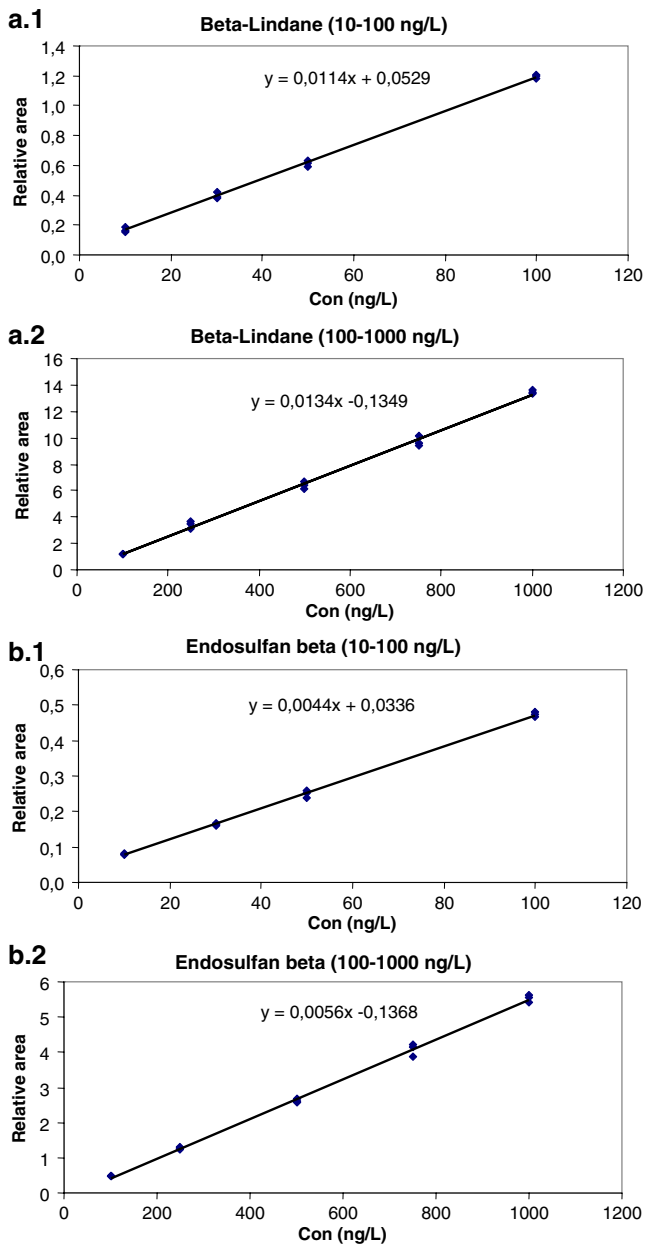 a.1
Beta-Lindane (10-100 ng/L)
1,4
1,2
1,0
0,8
0,6
0,4
0,2
0,0
y = 0,0114x + 0,0529
Relative area
0 20 40 60 80 100 120
Con (ng/L)
a.2
Beta-Lindane (100-1000 ng/L)
16
14
12
10
8
6
4
2
0
y = 0,0134x -0,1349
Relative area
0 200 400 600 800 1000 1200
Con (ng/L)
b.1
Endosulfan beta (10-100 ng/L)
0,6
0,5
0,4
0,3
0,2
0,1
0,0
y = 0,0044x + 0,0336
Relative area
0 20 40 60 80 100 120
Con (ng/L)
b.2
Endosulfan beta (100-1000 ng/L)
6
5
4
3
2
1
0
y = 0,0056x -0,1368
Relative area
0 200 400 600 800 1000 1200
Con (ng/L)